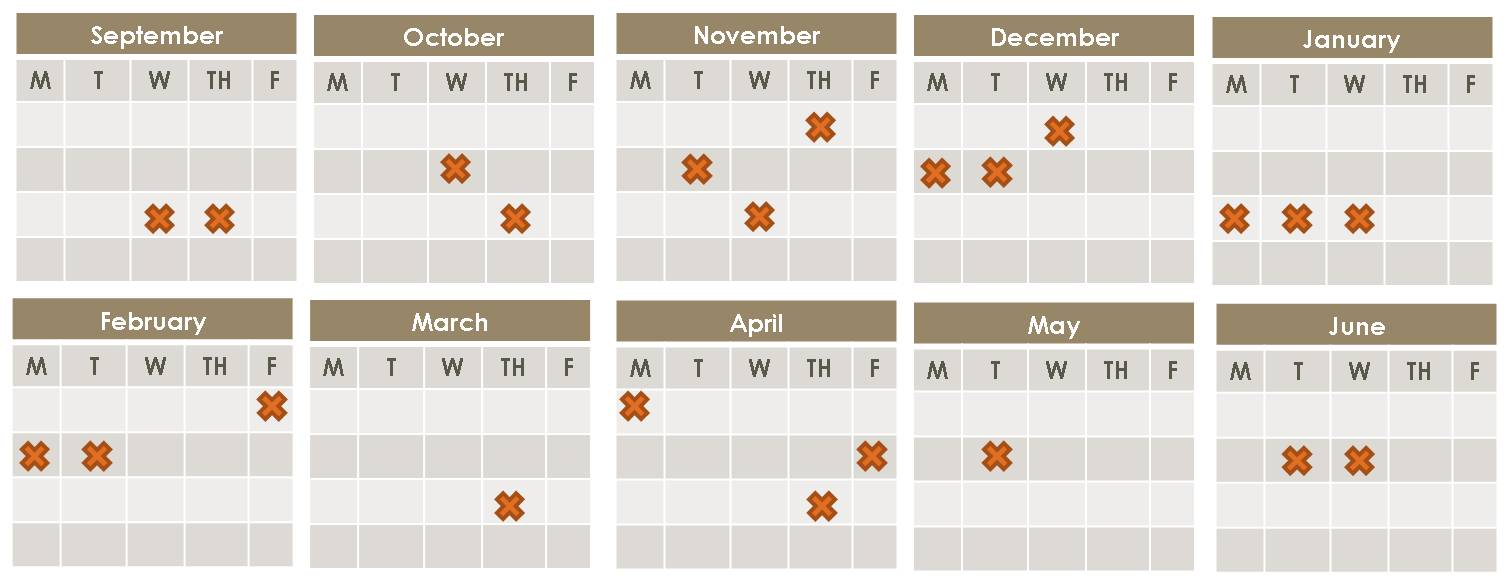 September
M T W TH F
October
M T W TH F
November
M T W TH F
December
M T W TH F
January
M T W TH F
February
M T W TH F
March
M T W TH F
April
M T W TH F
May
M T W TH F
June
M T W TH F